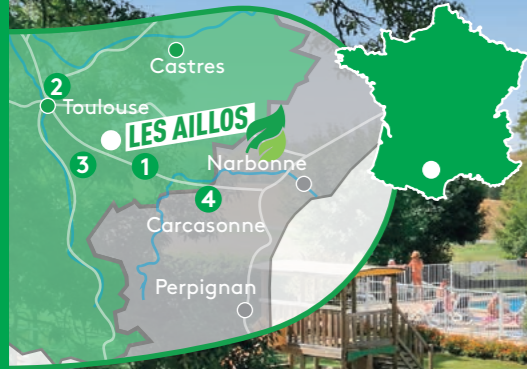 Castres
2
Toulouse
LES AILLOS
3
1
Narbonne
4
Carcasonne
Perpignan